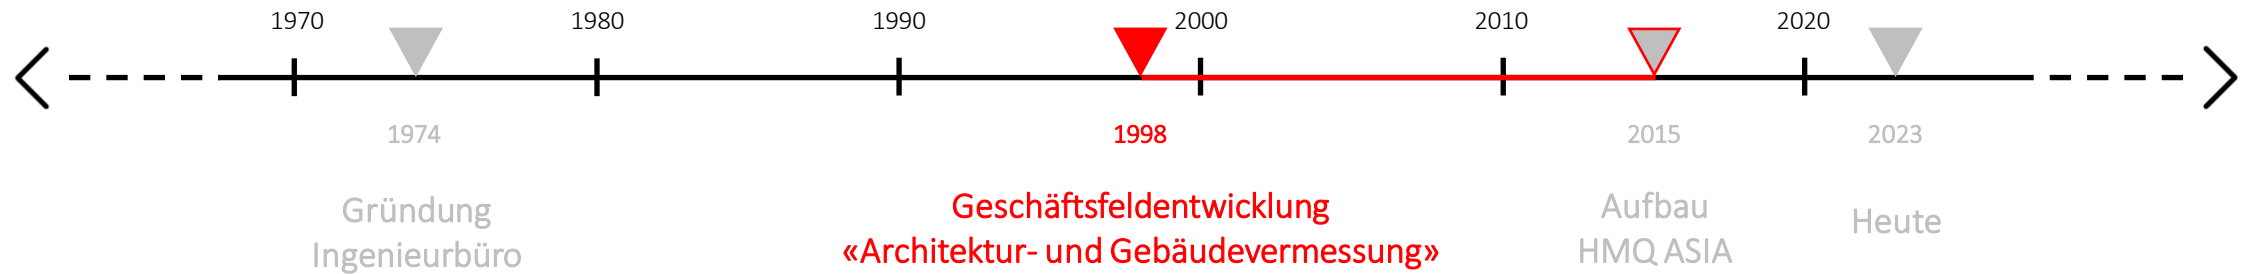 1970 1980 1990 2000 2010 2020
1974 1998 2015 2023
Gründung
Ingenieurbüro
Geschäftsfeldentwicklung
«Architektur- und Gebäudevermessung»
Aufbau
HMQ ASIA
Heute